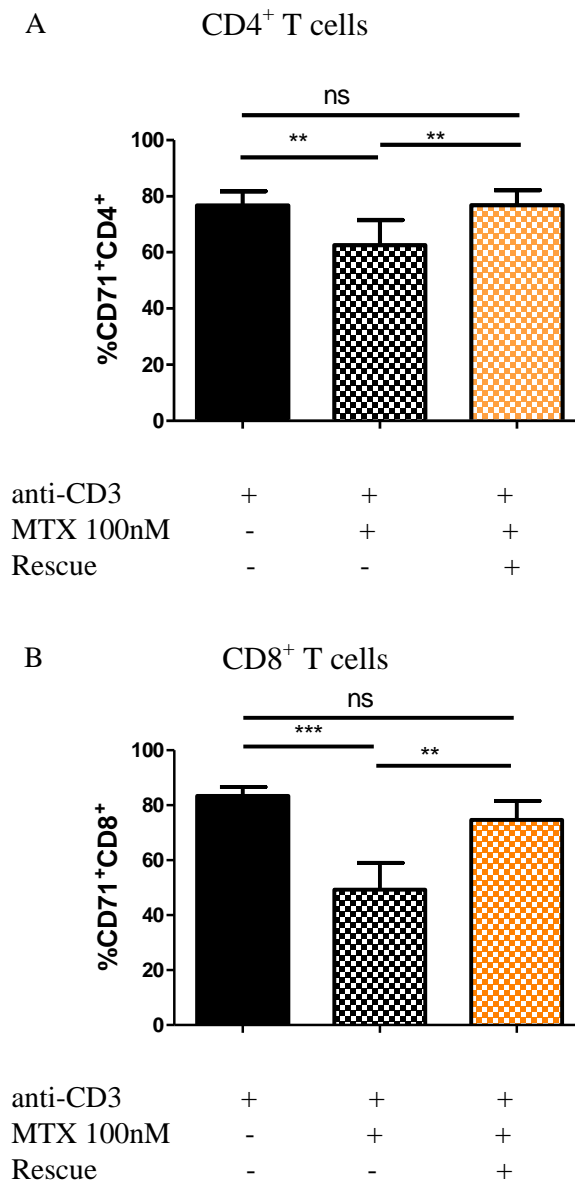 A CD4⁺ T cells
ns
** **
100
80
60
40
20
0
%CD71⁺CD4⁺
anti-CD3 + + +
MTX 100nM - + +
Rescue - - +
B CD8⁺ T cells
ns
*** **
100
80
60
40
20
0
%CD71⁺CD8⁺
anti-CD3 + + +
MTX 100nM - + +
Rescue - - +